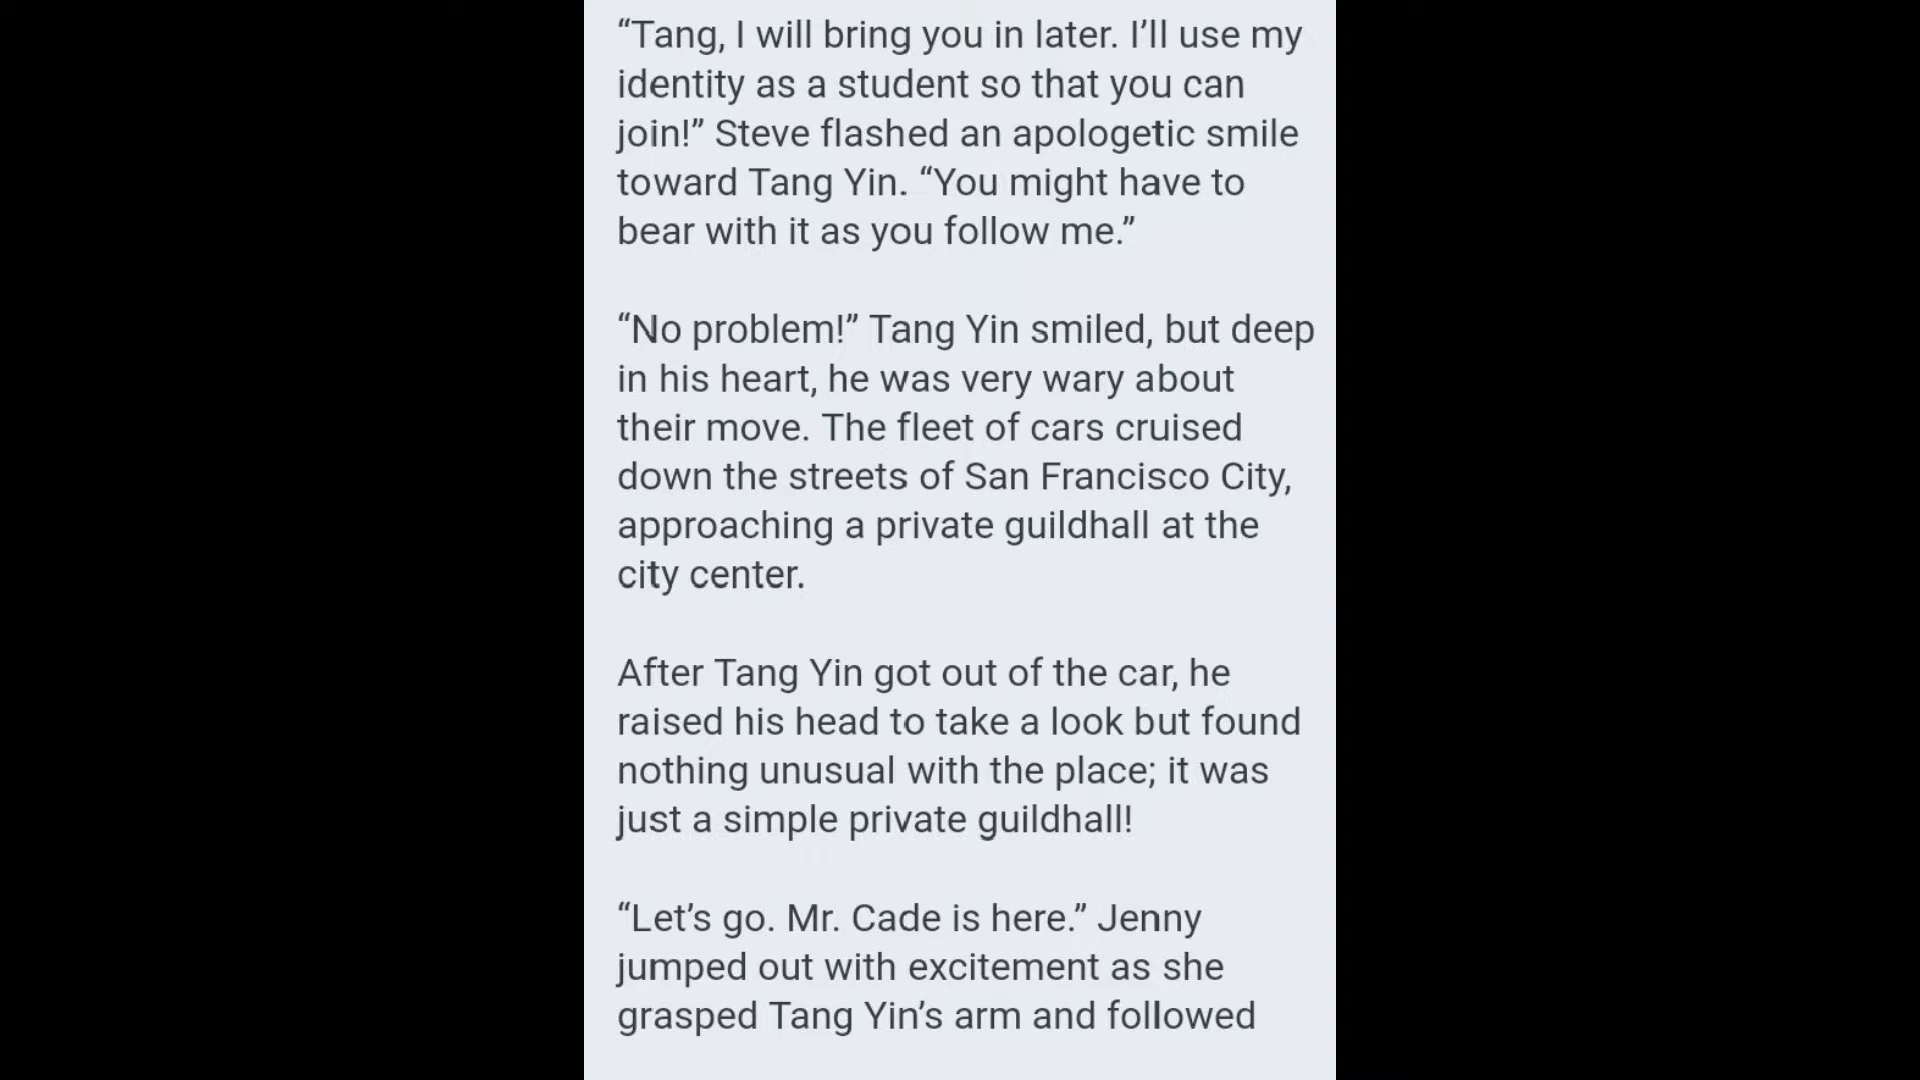 “Tang, I will bring you in later. I’ll use my
identity as a student so that you can
join!” Steve flashed an apologetic smile
toward Tang Yin. “You might have to
bear with it as you follow me.”
“No problem!” Tang Yin smiled, but deep
in his heart, he was very wary about
their move. The fleet of cars cruised
down the streets of San Francisco City,
approaching a private guildhall at the
city center.
After Tang Yin got out of the car, he
raised his head to take a look but found
nothing unusual with the place; it was
just a simple private guildhall!
“Let’s go. Mr. Cade is here.” Jenny
jumped out with excitement as she
grasped Tang Yin’s arm and followed